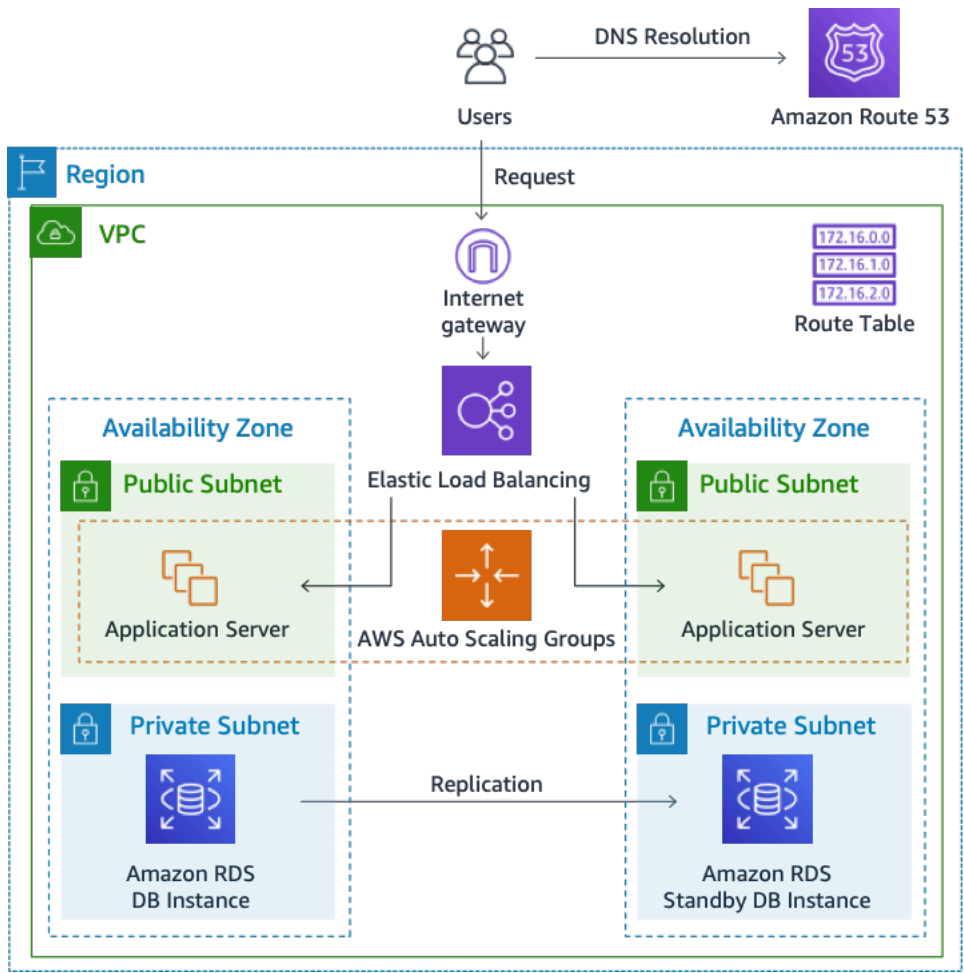 DNS Resolution
53
Users
Amazon Route 53
Region
Request
VPC
172.16.0.0
172.16.1.0
172.16.2.0
Route Table
Internet
gateway
Availability Zone
Availability Zone
Public Subnet
Elastic Load Balancing
Public Subnet
Application Server
AWS Auto Scaling Groups
Application Server
Private Subnet
Private Subnet
Replication
Amazon RDS
DB Instance
Amazon RDS
Standby DB Instance